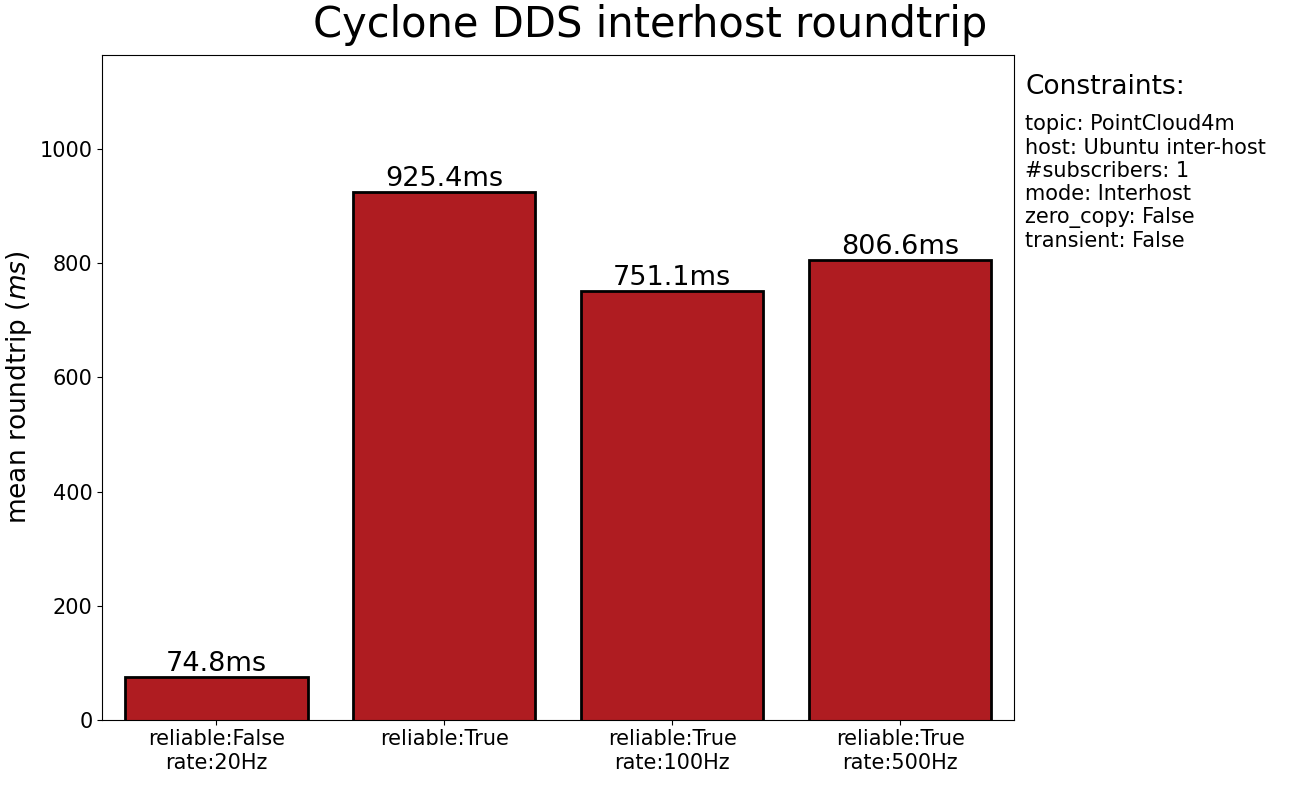 Cyclone DDS interhost roundtrip
Constraints:
topic: PointCloud4m
host: Ubuntu inter-host
#subscribers: 1
mode: Interhost
zero_copy: False
transient: False
mean roundtrip (ms)
1000
800
600
400
200
0
925.4ms
806.6ms
751.1ms
74.8ms
reliable:False
rate:20Hz
reliable:True
reliable:True
rate:100Hz
reliable:True
rate:500Hz